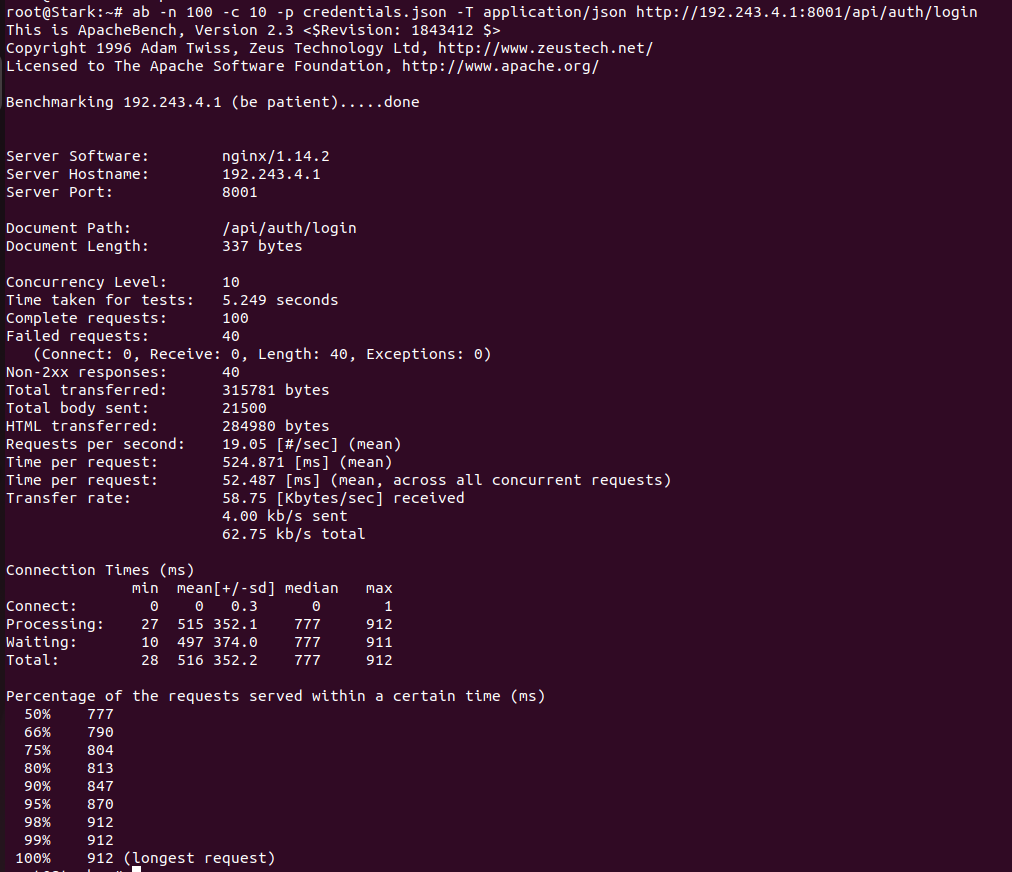 root@Stark:~# ab -n 100 -c 10 -p credentials.json -T application/json http://192.243.4.1:8001/api/auth/login
This is ApacheBench, Version 2.3 <$Revision: 1843412 $>
Copyright 1996 Adam Twiss, Zeus Technology Ltd, http://www.zeustech.net/
Licensed to The Apache Software Foundation, http://www.apache.org/

Benchmarking 192.243.4.1 (be patient).....done


Server Software:        nginx/1.14.2
Server Hostname:        192.243.4.1
Server Port:            8001

Document Path:          /api/auth/login
Document Length:        337 bytes

Concurrency Level:      10
Time taken for tests:   5.249 seconds
Complete requests:      100
Failed requests:        40
   (Connect: 0, Receive: 0, Length: 40, Exceptions: 0)
Non-2xx responses:      40
Total transferred:      315781 bytes
Total body sent:        21500
HTML transferred:       284980 bytes
Requests per second:    19.05 [#/sec] (mean)
Time per request:       524.871 [ms] (mean)
Time per request:       52.487 [ms] (mean, across all concurrent requests)
Transfer rate:          58.75 [Kbytes/sec] received
                        4.00 kb/s sent
                        62.75 kb/s total

Connection Times (ms)
              min  mean[+/-sd] median   max
Connect:        0    0   0.3      0       1
Processing:    27  515 352.1    777     912
Waiting:       10  497 374.0    777     911
Total:         28  516 352.2    777     912

Percentage of the requests served within a certain time (ms)
  50%    777
  66%    790
  75%    804
  80%    813
  90%    847
  95%    870
  98%    912
  99%    912
 100%    912 (longest request)